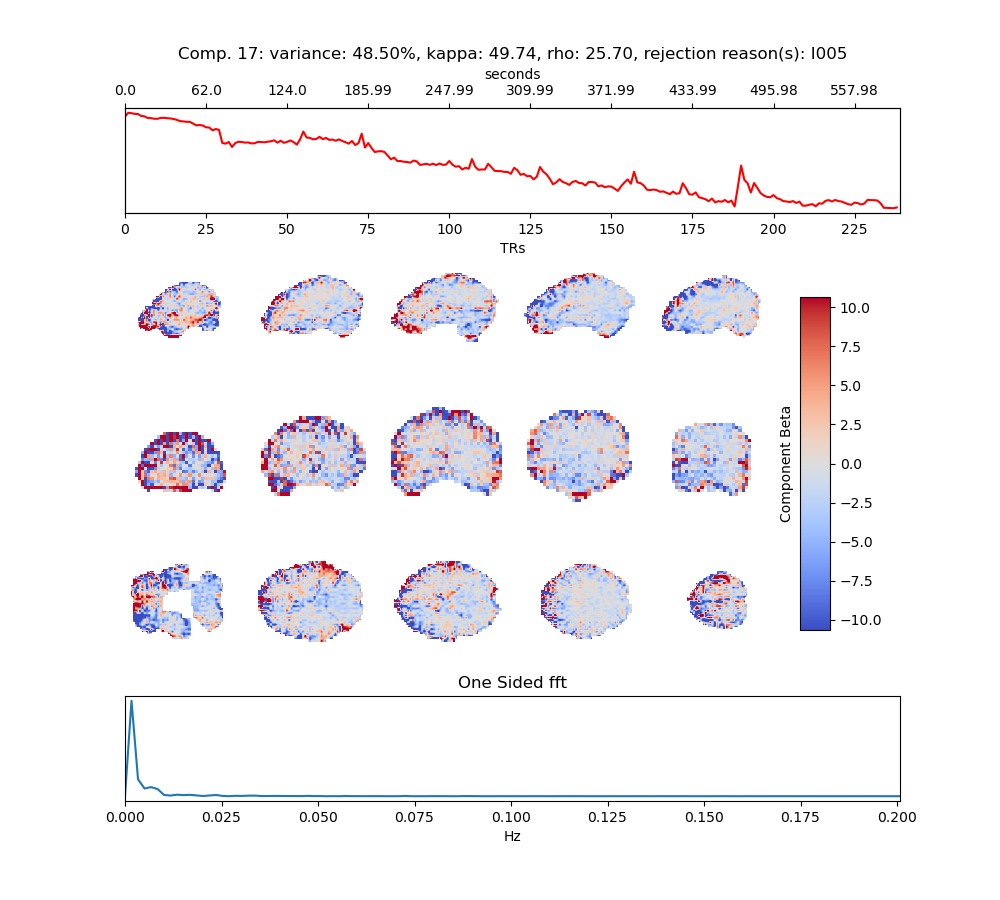 Comp. 17: variance: 48.50%, kappa: 49.74, rho: 25.70, rejection reason(s): I005
seconds
0.0 62.0 124.0 185.99 247.99 309.99 371.99 433.99 495.98 557.98
0 25 50 75 100 125 150 175 200 225
TRs
10.0
7.5
5.0
2.5
0.0
−2.5
−5.0
−7.5
−10.0
Component Beta
One Sided fft
0.000 0.025 0.050 0.075 0.100 0.125 0.150 0.175 0.200
Hz